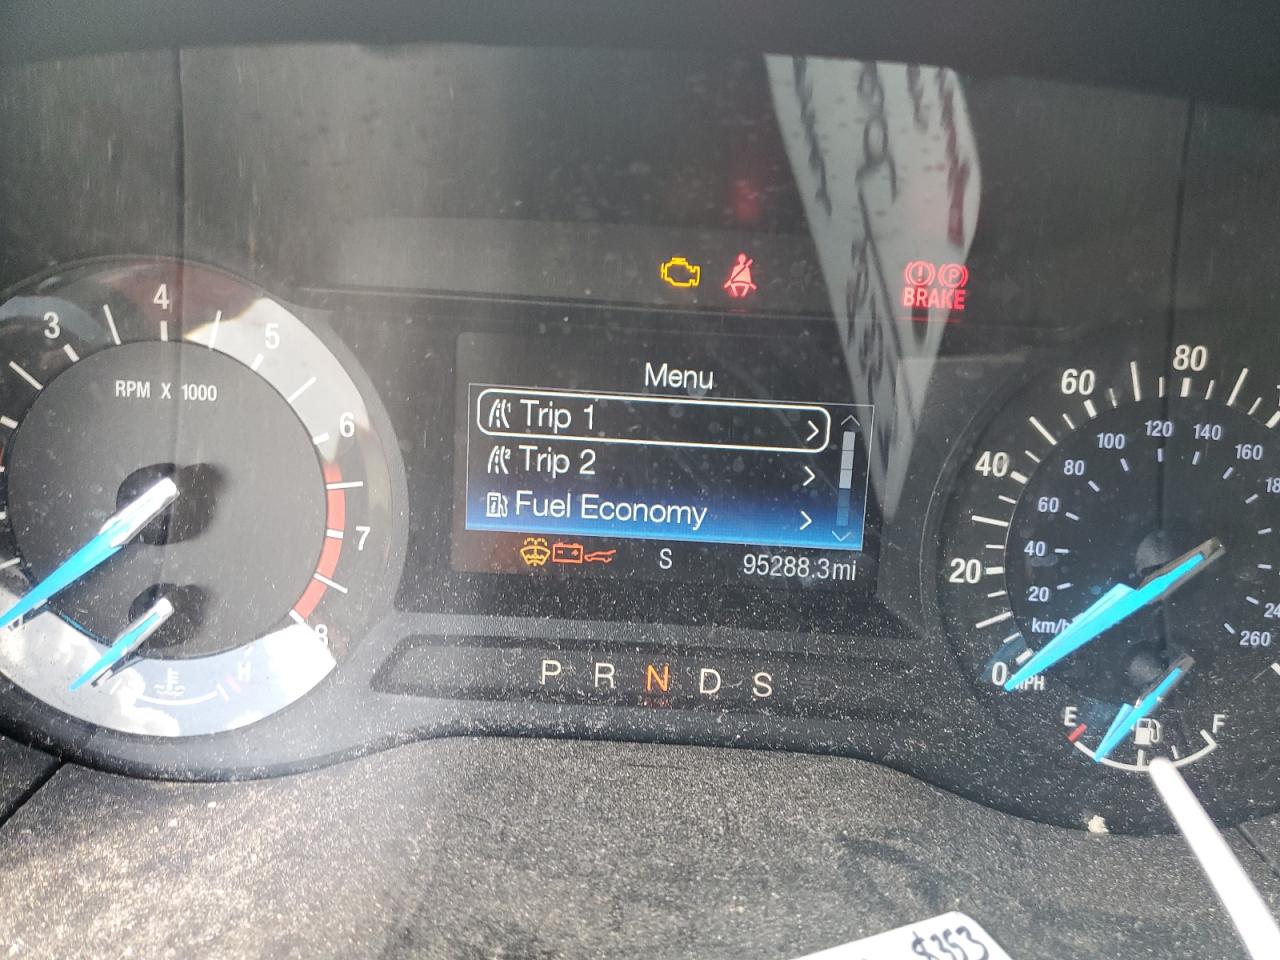 3
4
5
6
7
8
RPM X 1000
H
BRAKE
P
Menu
Trip 1
Trip 2
Fuel Economy
S
95288.3mi
P R N D S
0
20
40
60
80
MPH
km/h
20
40
60
80
100
120
140
160
260
E
F
$353